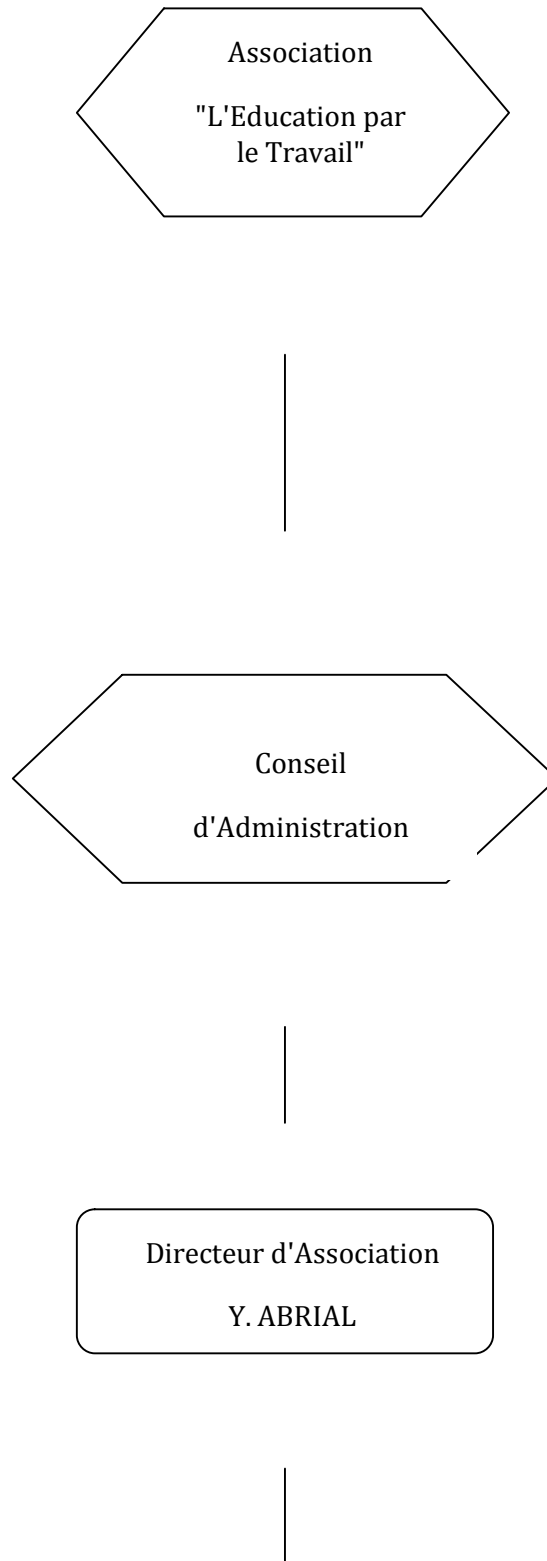 Association
"L'Education par
le Travail"
Conseil
d'Administration
Directeur d'Association
Y. ABRIAL